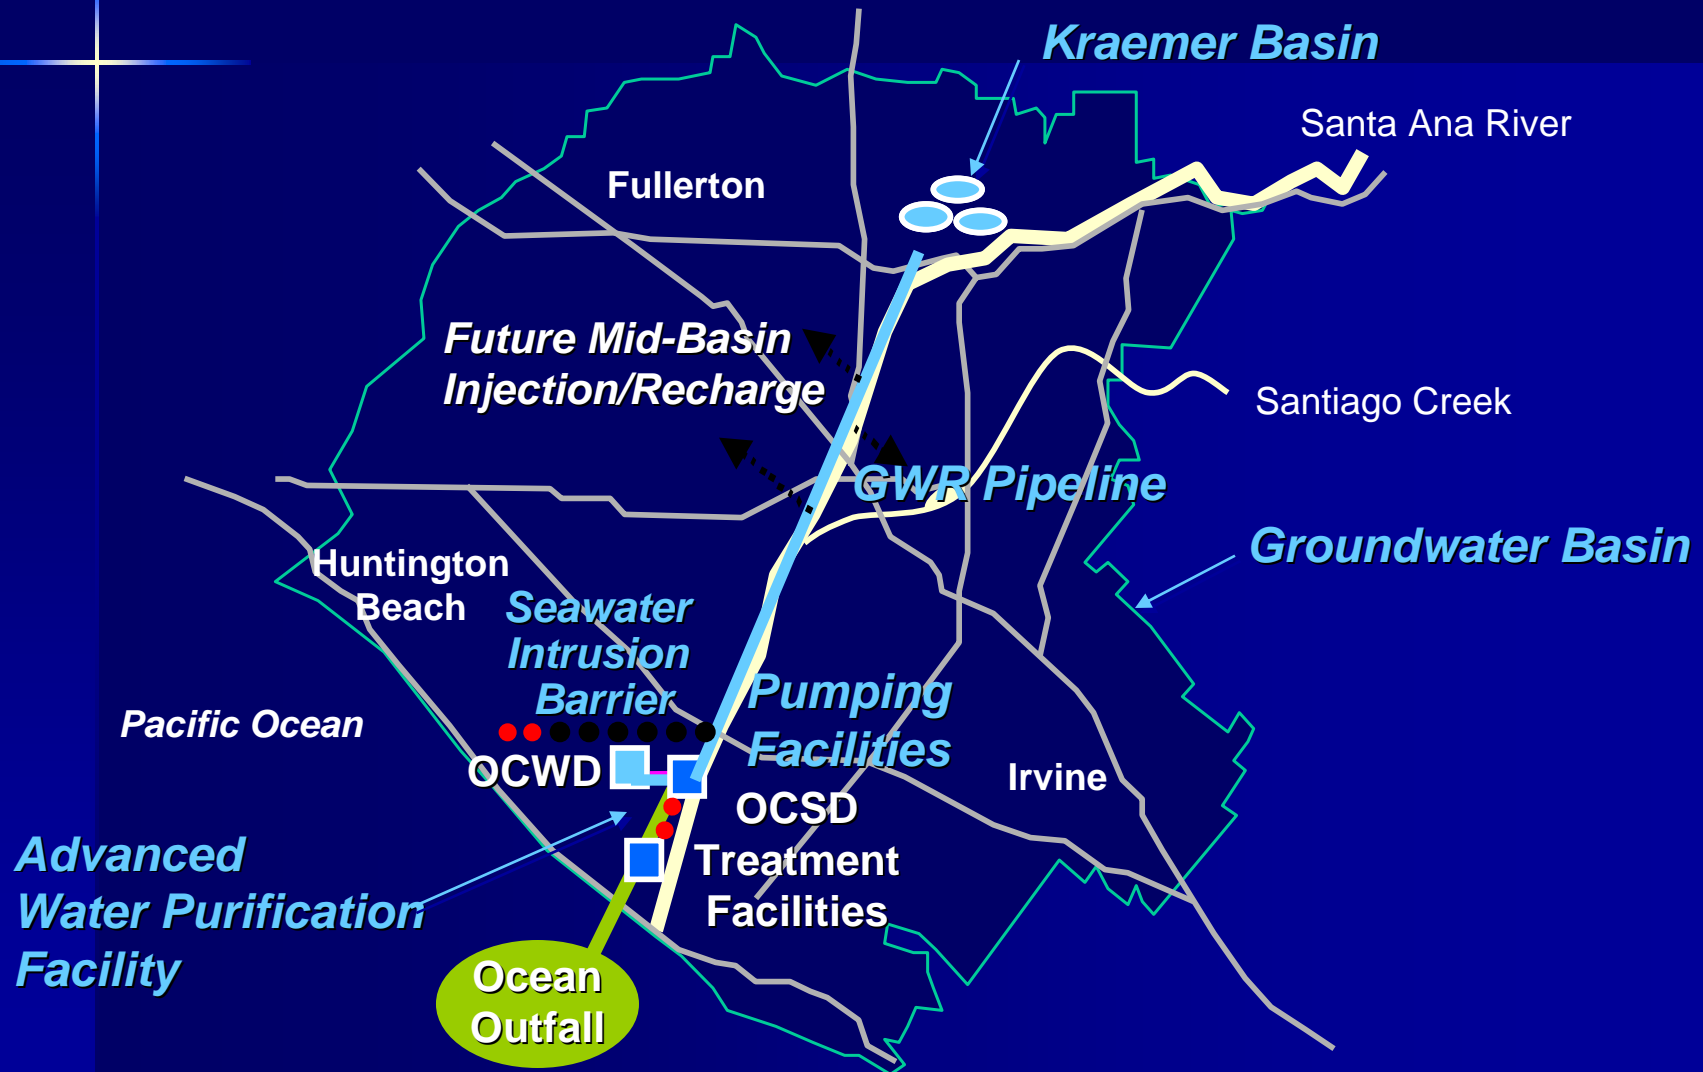 Kraemer Basin
Santa Ana River
Fullerton
Future Mid-Basin
Injection/Recharge
Santiago Creek
GWR Pipeline
Groundwater Basin
Huntington
Beach
Seawater
Intrusion
Barrier
Pumping
Facilities
Pacific Ocean
OCWD
Irvine
OCSD
Treatment
Facilities
Advanced
Water Purification
Facility
Ocean
Outfall